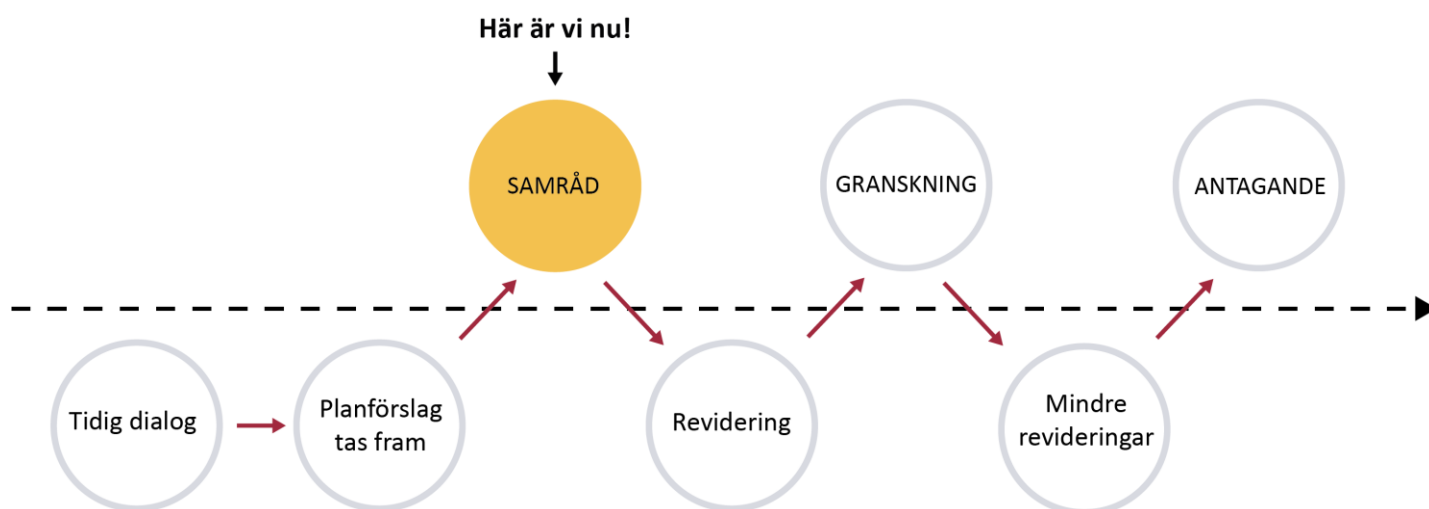 Här är vi nu!
SAMRÅD
GRANSKNING
ANTAGANDE
Tidig dialog
Planförslag
tas fram
Revidering
Mindre
revideringar